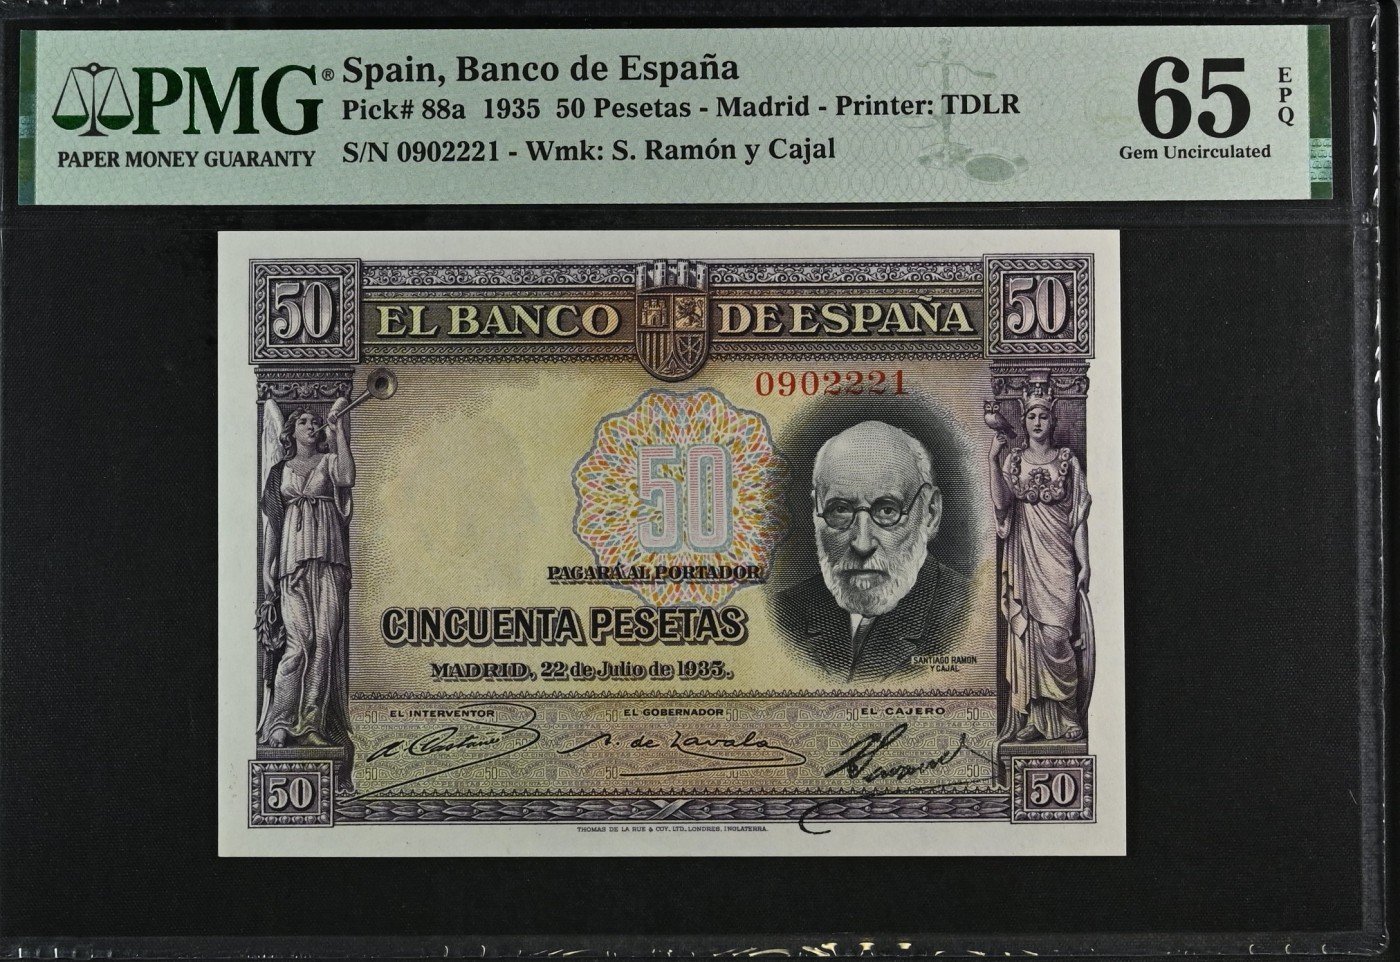 PMG®
PAPER MONEY GUARANTY
Spain, Banco de España
Pick# 88a 1935 50 Pesetas - Madrid - Printer: TDLR
S/N 0902221 - Wmk: S. Ramón y Cajal
65
EPQ
Gem Uncirculated
50
EL BANCO DE ESPAÑA
50
0902221
50
PAGARÁ AL PORTADOR
CINCUENTA PESETAS
MADRID, 22 de Julio de 1935.
SANTIAGO RAMON
Y CAJAL
EL INTERVENTOR
EL GOBERNADOR
EL CAJERO
A. de Zavala
50
50
THOMAS DE LA RUE & COY, LTD., LONDRES, INGLATERRA.